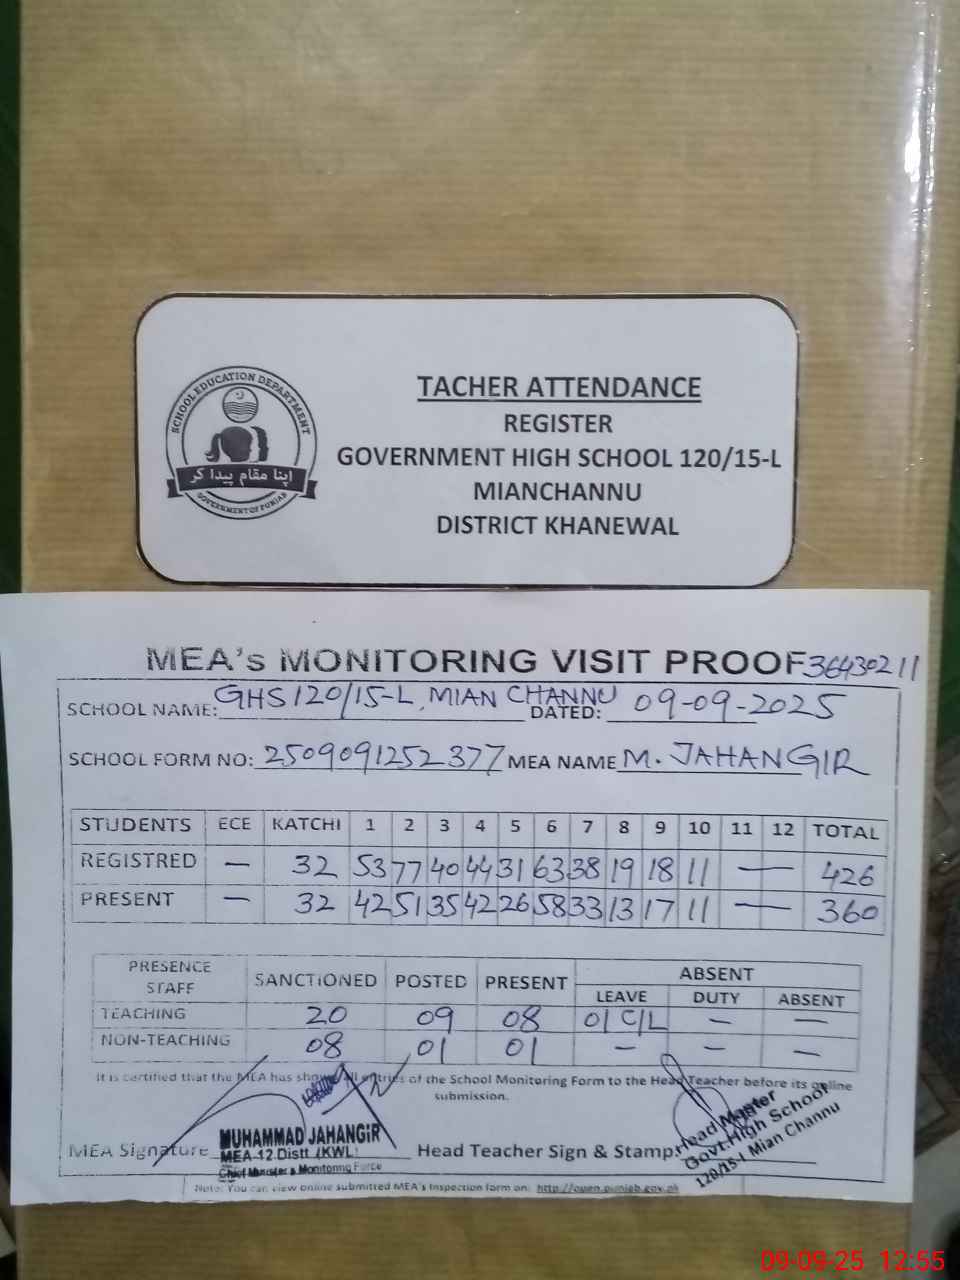 SCHOOL EDUCATION DEPARTMENT
اپنا مقام پیدا کر
GOVERNMENT OF PUNJAB
TACHER ATTENDANCE
REGISTER
GOVERNMENT HIGH SCHOOL 120/15-L
MIANCHANNU
DISTRICT KHANEWAL
MEA's MONITORING VISIT PROOF 36430211
SCHOOL NAME: GHS 120/15-L, MIAN CHANNU DATED: 09-09-2025
SCHOOL FORM NO: 2509091252377 MEA NAME M. JAHANGIR
STUDENTS ECE KATCHI 1 2 3 4 5 6 7 8 9 10 11 12 TOTAL
REGISTRED — 32 53 77 40 44 31 63 38 19 18 11 — 426
PRESENT — 32 42 51 35 42 26 58 33 13 17 11 — 360
PRESENCE STAFF SANCTIONED POSTED PRESENT ABSENT
LEAVE DUTY ABSENT
TEACHING 20 09 08 01 C/L — —
NON-TEACHING 08 01 01 — — —
It is certified that the MEA has shown all entries of the School Monitoring Form to the Head Teacher before its online
submission.
MEA Signature Head Teacher Sign & Stamp:
MUHAMMAD JAHANGIR
MEA-12 Distt (KWL)
Chief Minister's Monitoring Force
Head Master
Govt. High School
120/15-L Mian Channu
Note: You can view online submitted MEA's Inspection form on: http://open.punjab.gov.pk
09-09-25 12:55